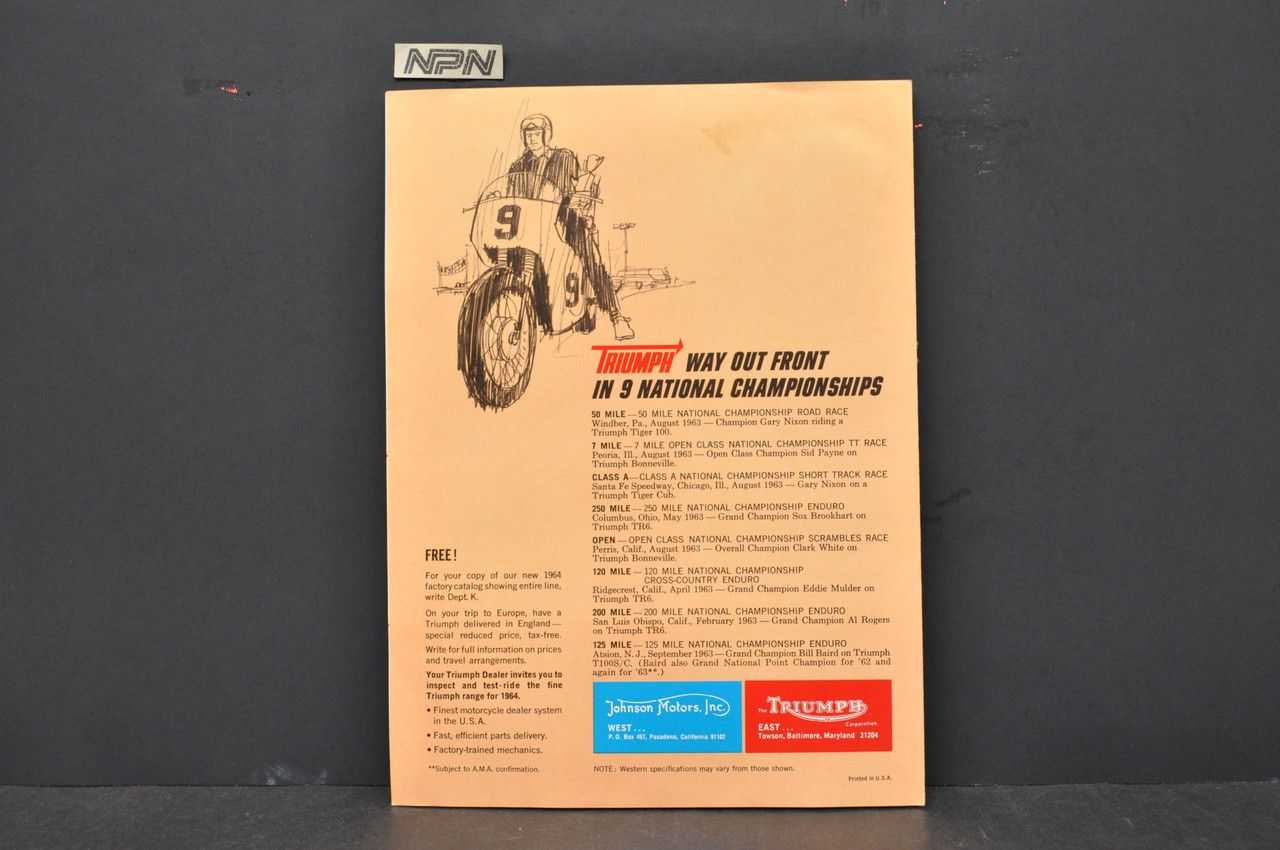 NPN
9
9
TRIUMPH WAY OUT FRONT
IN 9 NATIONAL CHAMPIONSHIPS
50 MILE — 50 MILE NATIONAL CHAMPIONSHIP ROAD RACE
Windber, Pa., August 1963 — Champion Gary Nixon riding a
Triumph Tiger 100.
7 MILE — 7 MILE OPEN CLASS NATIONAL CHAMPIONSHIP TT RACE
Peoria, Ill., August 1963 — Open Class Champion Sid Payne on
Triumph Bonneville.
CLASS A — CLASS A NATIONAL CHAMPIONSHIP SHORT TRACK RACE
Santa Fe Speedway, Chicago, Ill., August 1963 — Gary Nixon on a
Triumph Tiger Cub.
250 MILE — 250 MILE NATIONAL CHAMPIONSHIP ENDURO
Columbus, Ohio, May 1963 — Grand Champion Sox Brookhart on
Triumph TR6.
OPEN — OPEN CLASS NATIONAL CHAMPIONSHIP SCRAMBLES RACE
Perris, Calif., August 1963 — Overall Champion Clark White on
Triumph Bonneville.
120 MILE — 120 MILE NATIONAL CHAMPIONSHIP
CROSS-COUNTRY ENDURO
Ridgecrest, Calif., April 1963 — Grand Champion Eddie Mulder on
Triumph TR6.
200 MILE — 200 MILE NATIONAL CHAMPIONSHIP ENDURO
San Luis Obispo, Calif., February 1963 — Grand Champion Al Rogers
on Triumph TR6.
125 MILE — 125 MILE NATIONAL CHAMPIONSHIP ENDURO
Atsion, N. J., September 1963 — Grand Champion Bill Baird on Triumph
T100S/C. (Baird also Grand National Point Champion for '62 and
again for '63**.)
FREE!
For your copy of our new 1964
factory catalog showing entire line,
write Dept. K.
On your trip to Europe, have a
Triumph delivered in England —
special reduced price, tax-free.
Write for full information on prices
and travel arrangements.
Your Triumph Dealer invites you to
inspect and test-ride the fine
Triumph range for 1964.
• Finest motorcycle dealer system
in the U.S.A.
• Fast, efficient parts delivery.
• Factory-trained mechanics.
**Subject to A.M.A. confirmation.
Johnson Motors, Inc.
WEST . . .
P. O. Box 457, Pasadena, California 91102
The TRIUMPH
Corporation.
EAST . . .
Towson, Baltimore, Maryland 21204
NOTE: Western specifications may vary from those shown.
Printed in U.S.A.